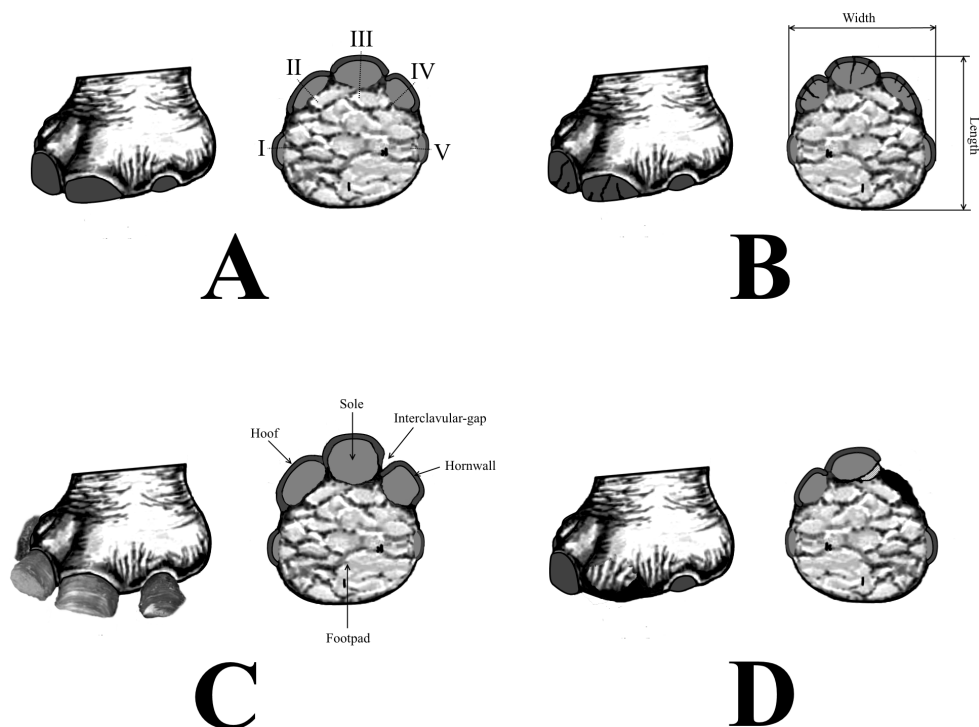 I
II
III
IV
V
A
Width
Length
B
Sole
Hoof
Interclavular-gap
Hornwall
Footpad
C
D